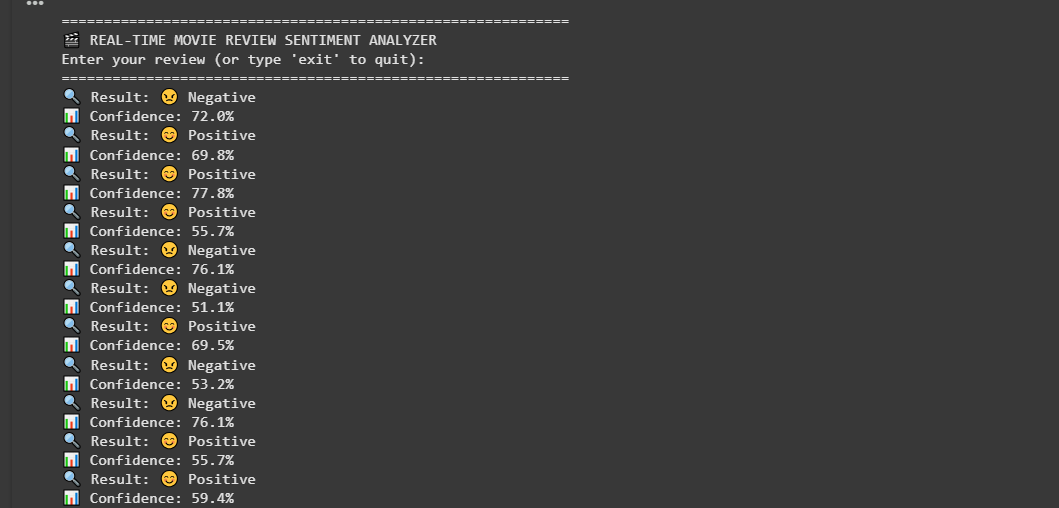 ============================================================
🎬 REAL-TIME MOVIE REVIEW SENTIMENT ANALYZER
Enter your review (or type 'exit' to quit):
============================================================
🔍 Result: 😠 Negative
📊 Confidence: 72.0%
🔍 Result: 😊 Positive
📊 Confidence: 69.8%
🔍 Result: 😊 Positive
📊 Confidence: 77.8%
🔍 Result: 😊 Positive
📊 Confidence: 55.7%
🔍 Result: 😠 Negative
📊 Confidence: 76.1%
🔍 Result: 😠 Negative
📊 Confidence: 51.1%
🔍 Result: 😊 Positive
📊 Confidence: 69.5%
🔍 Result: 😠 Negative
📊 Confidence: 53.2%
🔍 Result: 😠 Negative
📊 Confidence: 76.1%
🔍 Result: 😊 Positive
📊 Confidence: 55.7%
🔍 Result: 😊 Positive
📊 Confidence: 59.4%